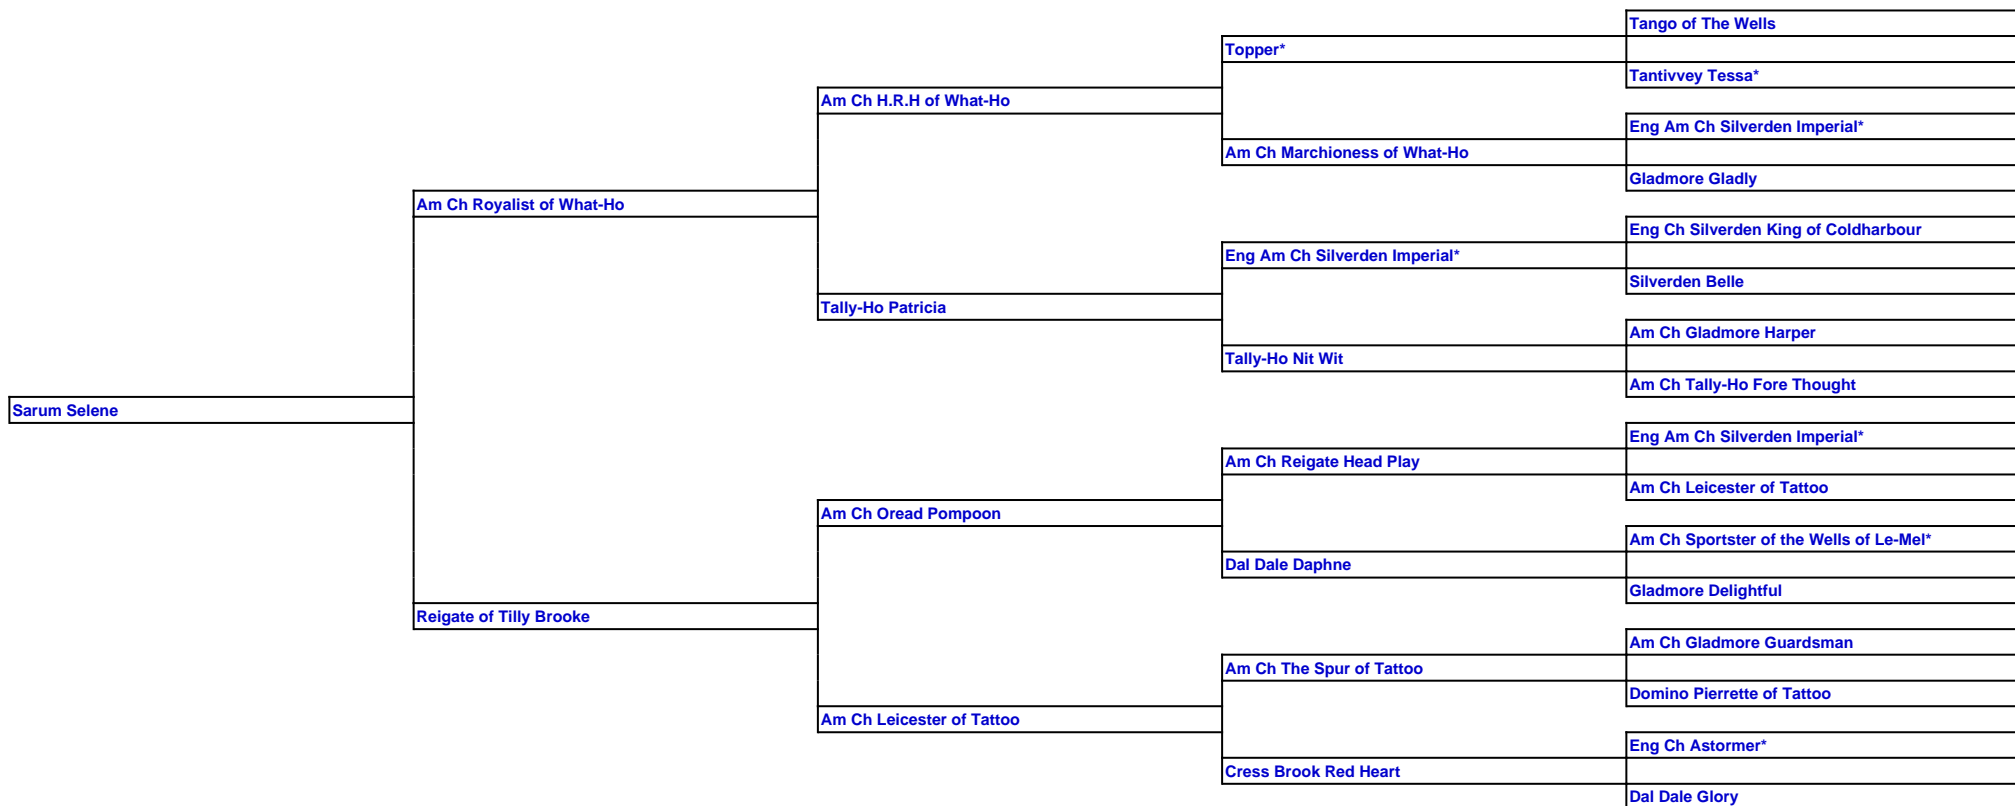 Tango of The Wells
Topper*
Tantivvey Tessa*
Am Ch H.R.H of What-Ho
Eng Am Ch Silverden Imperial*
Am Ch Marchioness of What-Ho
Gladmore Gladly
Am Ch Royalist of What-Ho
Eng Ch Silverden King of Coldharbour
Eng Am Ch Silverden Imperial*
Silverden Belle
Tally-Ho Patricia
Am Ch Gladmore Harper
Tally-Ho Nit Wit
Am Ch Tally-Ho Fore Thought
Sarum Selene
Eng Am Ch Silverden Imperial*
Am Ch Reigate Head Play
Am Ch Leicester of Tattoo
Am Ch Oread Pompoon
Am Ch Sportster of the Wells of Le-Mel*
Dal Dale Daphne
Gladmore Delightful
Reigate of Tilly Brooke
Am Ch Gladmore Guardsman
Am Ch The Spur of Tattoo
Domino Pierrette of Tattoo
Am Ch Leicester of Tattoo
Eng Ch Astormer*
Cress Brook Red Heart
Dal Dale Glory